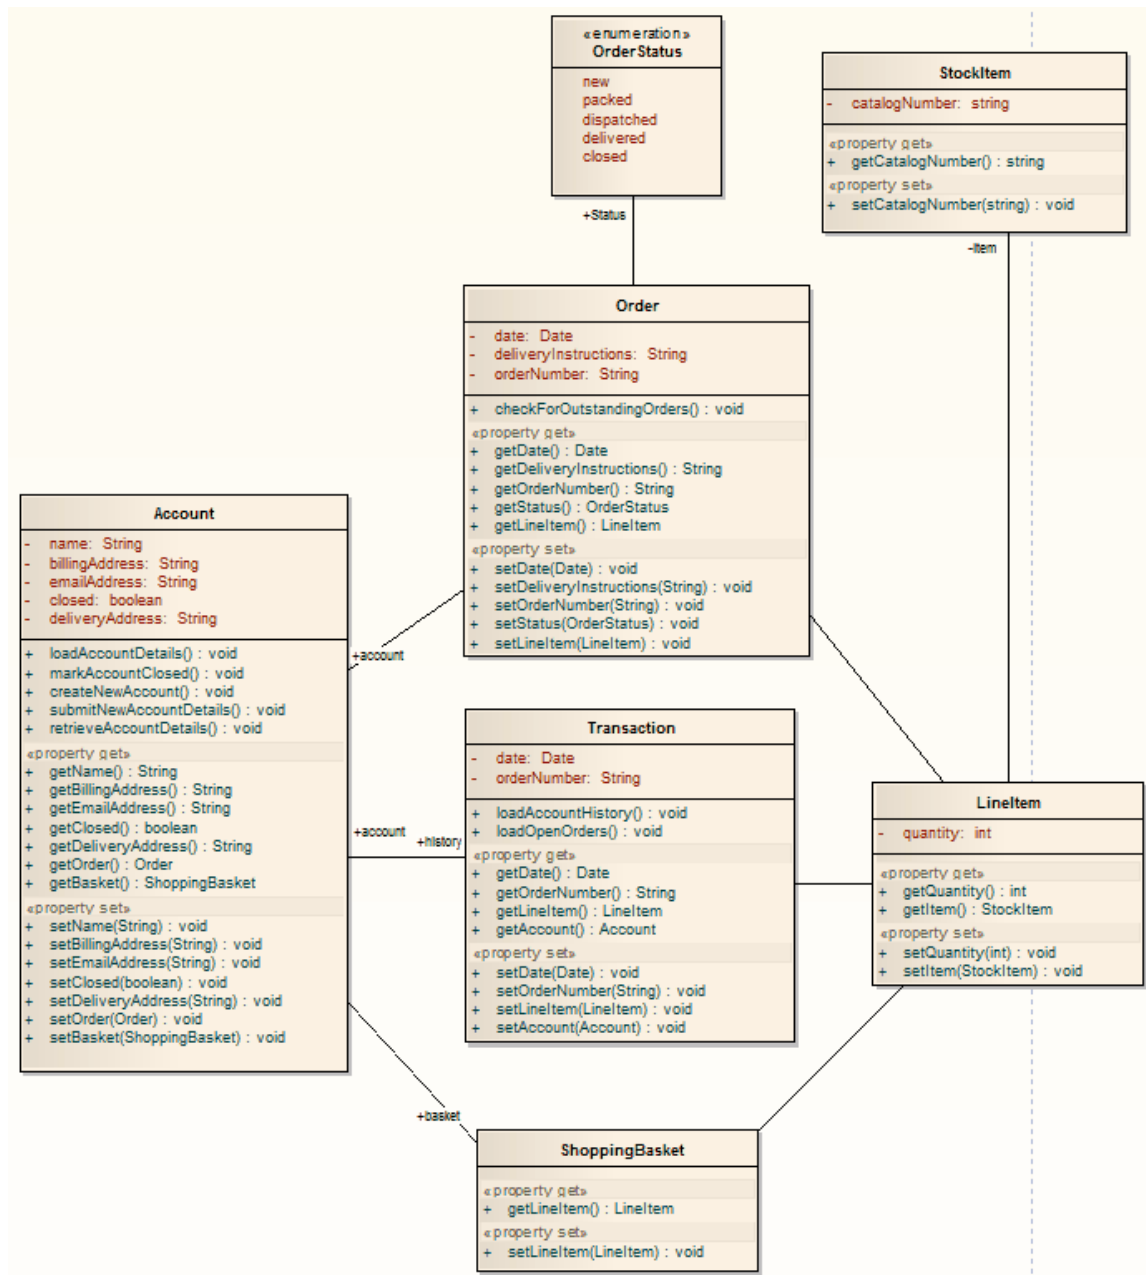 «enumeration»
OrderStatus
new
packed
dispatched
delivered
closed
+Status
StockItem
- catalogNumber: string
«property get»
+ getCatalogNumber() : string
«property set»
+ setCatalogNumber(string) : void
-Item
Order
- date: Date
- deliveryInstructions: String
- orderNumber: String
+ checkForOutstandingOrders() : void
«property get»
+ getDate() : Date
+ getDeliveryInstructions() : String
+ getOrderNumber() : String
+ getStatus() : OrderStatus
+ getLineItem() : LineItem
«property set»
+ setDate(Date) : void
+ setDeliveryInstructions(String) : void
+ setOrderNumber(String) : void
+ setStatus(OrderStatus) : void
+ setLineItem(LineItem) : void
Account
- name: String
- billingAddress: String
- emailAddress: String
- closed: boolean
- deliveryAddress: String
+ loadAccountDetails() : void
+ markAccountClosed() : void
+ createNewAccount() : void
+ submitNewAccountDetails() : void
+ retrieveAccountDetails() : void
«property get»
+ getName() : String
+ getBillingAddress() : String
+ getEmailAddress() : String
+ getClosed() : boolean
+ getDeliveryAddress() : String
+ getOrder() : Order
+ getBasket() : ShoppingBasket
«property set»
+ setName(String) : void
+ setBillingAddress(String) : void
+ setEmailAddress(String) : void
+ setClosed(boolean) : void
+ setDeliveryAddress(String) : void
+ setOrder(Order) : void
+ setBasket(ShoppingBasket) : void
+account
+account
+history
+basket
Transaction
- date: Date
- orderNumber: String
+ loadAccountHistory() : void
+ loadOpenOrders() : void
«property get»
+ getDate() : Date
+ getOrderNumber() : String
+ getLineItem() : LineItem
+ getAccount() : Account
«property set»
+ setDate(Date) : void
+ setOrderNumber(String) : void
+ setLineItem(LineItem) : void
+ setAccount(Account) : void
LineItem
- quantity: int
«property get»
+ getQuantity() : int
+ getItem() : StockItem
«property set»
+ setQuantity(int) : void
+ setItem(StockItem) : void
ShoppingBasket
«property get»
+ getLineItem() : LineItem
«property set»
+ setLineItem(LineItem) : void